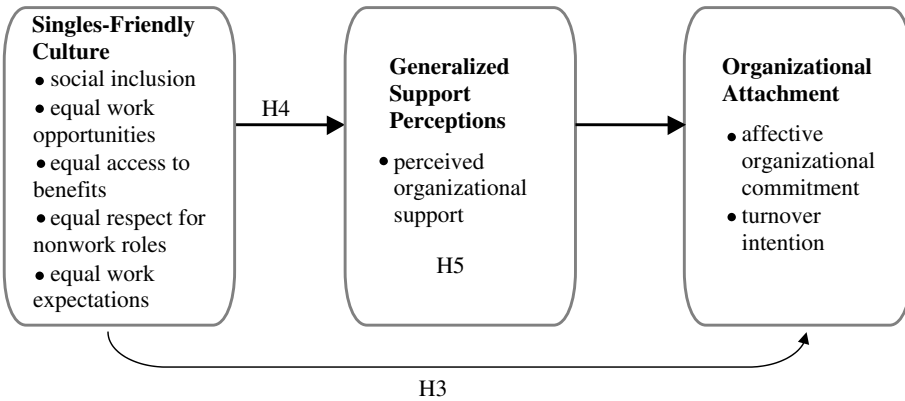 Singles-Friendly
Culture
• social inclusion
• equal work
opportunities
• equal access to
benefits
• equal respect for
nonwork roles
• equal work
expectations
H4
Generalized
Support
Perceptions
• perceived
organizational
support
H5
Organizational
Attachment
• affective
organizational
commitment
• turnover
intention
H3